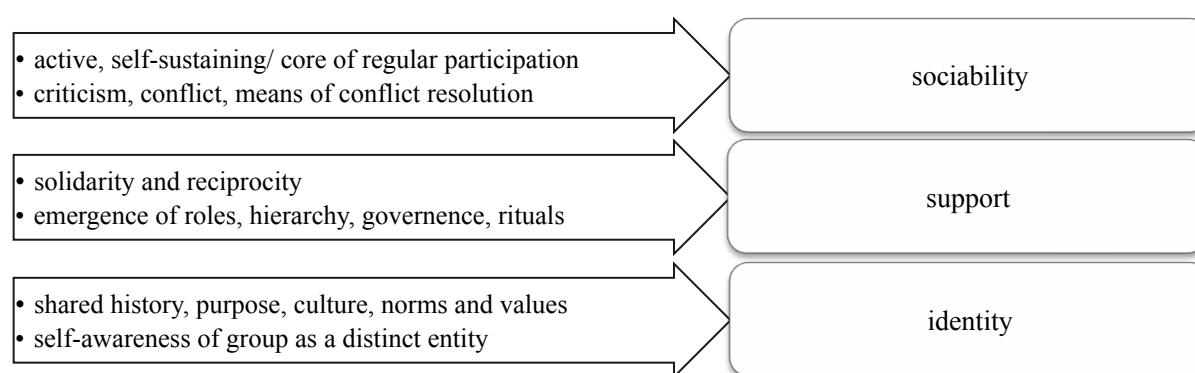 • active, self-sustaining/ core of regular participation
• criticism, conflict, means of conflict resolution
sociability
• solidarity and reciprocity
• emergence of roles, hierarchy, governence, rituals
support
• shared history, purpose, culture, norms and values
• self-awareness of group as a distinct entity
identity